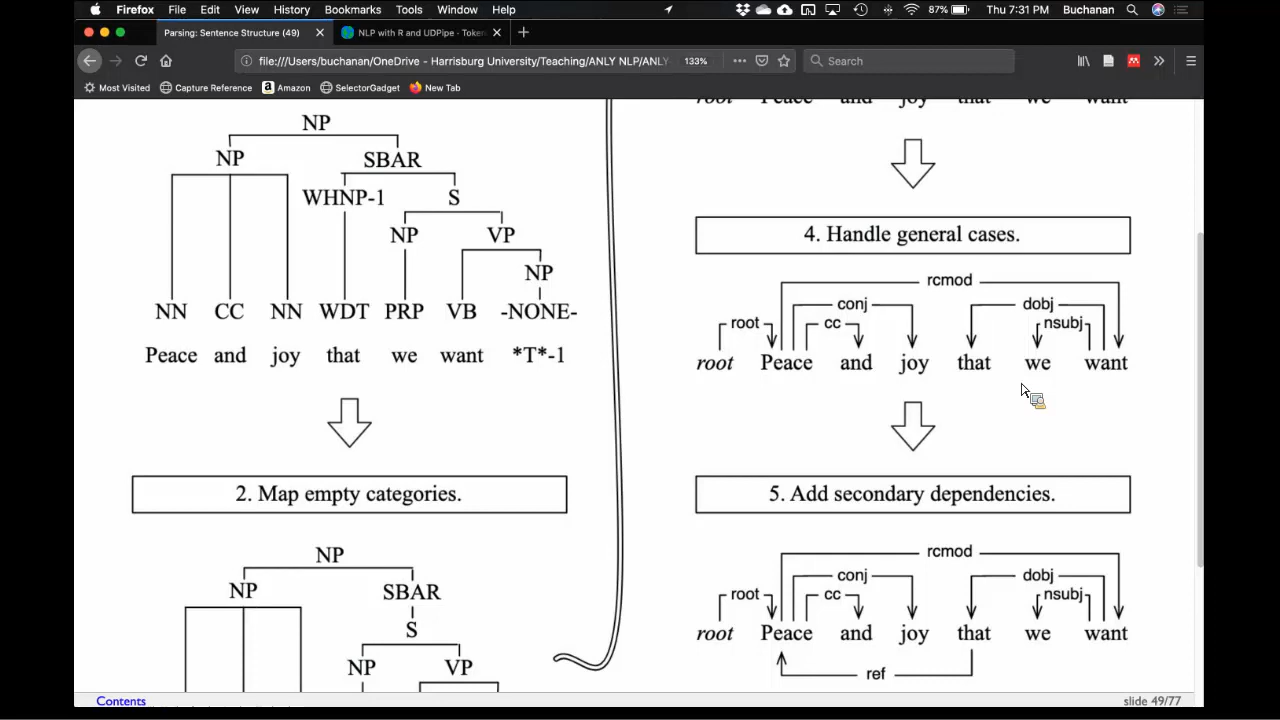 Firefox File Edit View History Bookmarks Tools Window Help 87% Thu 7:31 PM Buchanan
Parsing: Sentence Structure (49) NLP with R and UDPipe - Token
file:///Users/buchanan/OneDrive - Harrisburg University/Teaching/ANLY NLP/ANLY- 133% Search
Most Visited Capture Reference Amazon SelectorGadget New Tab
NP
NP SBAR
WHNP-1 S
NP VP
NP
NN CC NN WDT PRP VB -NONE-
Peace and joy that we want *T*-1
2. Map empty categories.
NP
NP SBAR
S
NP VP
root Peace and joy that we want
4. Handle general cases.
rcmod
conj dobj
root cc nsubj
root Peace and joy that we want
5. Add secondary dependencies.
rcmod
conj dobj
root cc nsubj
root Peace and joy that we want
ref
Contents slide 49/77